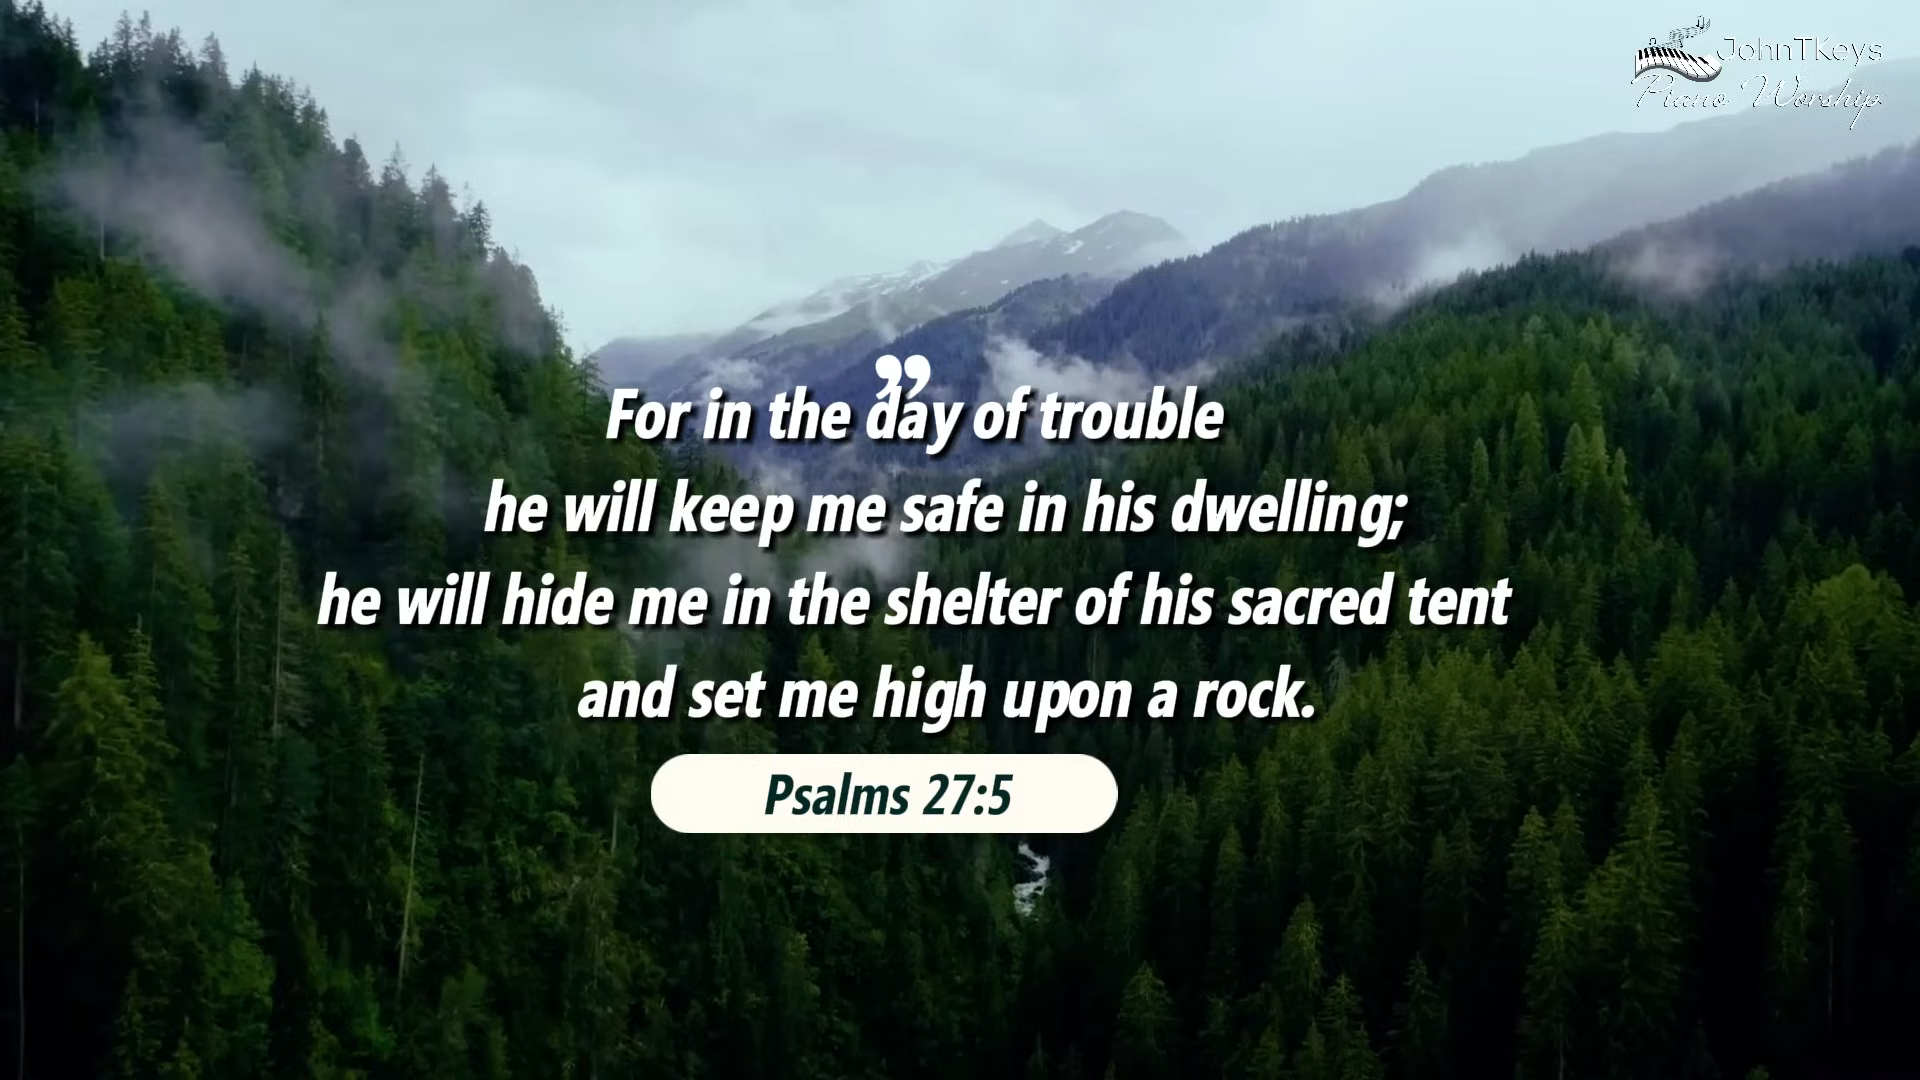 JohnTKeys
Piano Worship
”
For in the day of trouble
he will keep me safe in his dwelling;
he will hide me in the shelter of his sacred tent
and set me high upon a rock.
Psalms 27:5